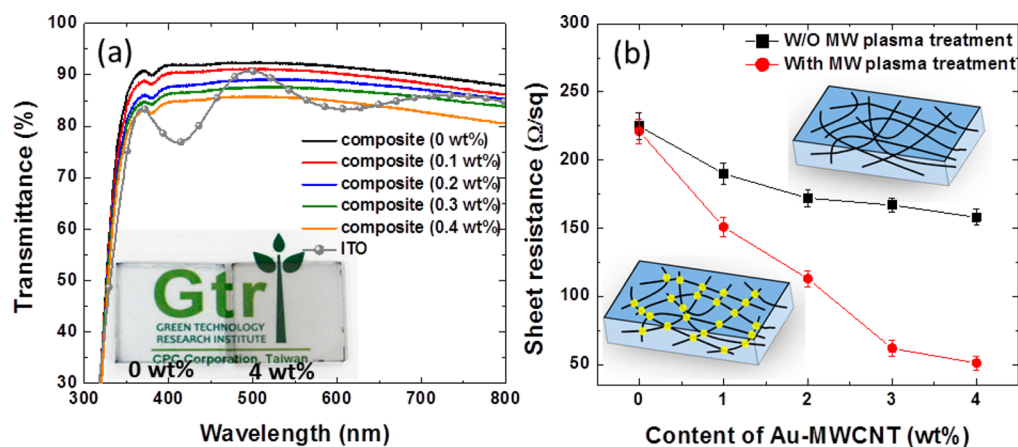 (a)
Transmittance (%)
100
90
80
70
60
50
40
30
composite (0 wt%)
composite (0.1 wt%)
composite (0.2 wt%)
composite (0.3 wt%)
composite (0.4 wt%)
ITO
Gtr
GREEN TECHNOLOGY
RESEARCH INSTITUTE
CPC Corporation, Taiwan
0 wt%
4 wt%
300 400 500 600 700 800
Wavelength (nm)
(b)
Sheet resistance (Ω/sq)
300
250
200
150
100
50
W/O MW plasma treatment
With MW plasma treatment
0 1 2 3 4
Content of Au-MWCNT (wt%)